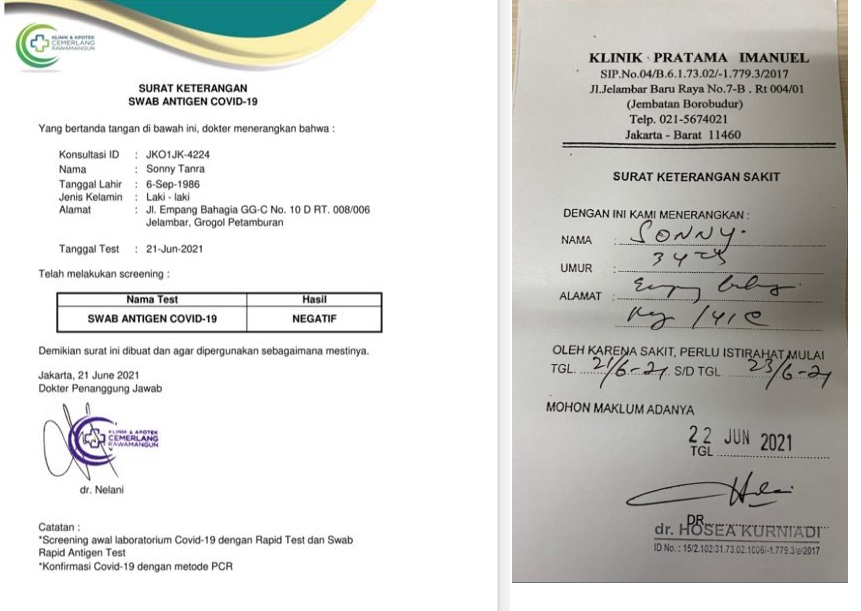 KLINIK & APOTEK
CEMERLANG
RAWAMANGUN
SURAT KETERANGAN
SWAB ANTIGEN COVID-19
Yang bertanda tangan di bawah ini, dokter menerangkan bahwa :
Konsultasi ID : JKO1JK-4224
Nama : Sonny Tanra
Tanggal Lahir : 6-Sep-1986
Jenis Kelamin : Laki - laki
Alamat : Jl. Empang Bahagia GG-C No. 10 D RT. 008/006
Jelambar, Grogol Petamburan
Tanggal Test : 21-Jun-2021
Telah melakukan screening :
Nama Test Hasil
SWAB ANTIGEN COVID-19 NEGATIF
Demikian surat ini dibuat dan agar dipergunakan sebagaimana mestinya.
Jakarta, 21 June 2021
Dokter Penanggung Jawab
KLINIK & APOTEK
CEMERLANG
RAWAMANGUN
dr. Nelani
Catatan :
*Screening awal laboratorium Covid-19 dengan Rapid Test dan Swab
Rapid Antigen Test
*Konfirmasi Covid-19 dengan metode PCR
KLINIK PRATAMA IMANUEL
SIP.No.04/B.6.1.73.02/-1.779.3/2017
Jl.Jelambar Baru Raya No.7-B . Rt 004/01
(Jembatan Borobudur)
Telp. 021-5674021
Jakarta - Barat 11460
SURAT KETERANGAN SAKIT
DENGAN INI KAMI MENERANGKAN :
NAMA : SONNY.
UMUR :
ALAMAT :
OLEH KARENA SAKIT, PERLU ISTIRAHAT MULAI
TGL. 21/6-21 S/D TGL. 23/6-21
MOHON MAKLUM ADANYA
22 JUN 2021
TGL
DR.
dr. HOSEA KURNIADI
ID No. : 15/2.102.31.73.02.1006/-1.779.3/e/2017